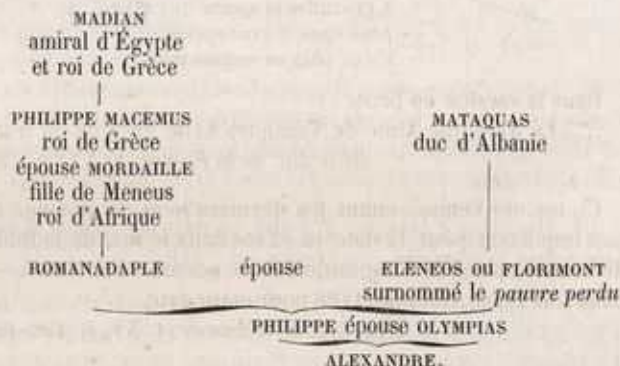 MADIAN
amiral d'Égypte
et roi de Grèce
PHILIPPE MACEMUS
roi de Grèce
épouse MORDAILLE
fille de Meneus
roi d'Afrique
MATAQUAS
duc d'Albanie
ROMANADAPLE épouse ELENEOS OU FLORIMONT
surnommé le pauvre perdu
PHILIPPE épouse OLYMPIAS
ALEXANDRE.